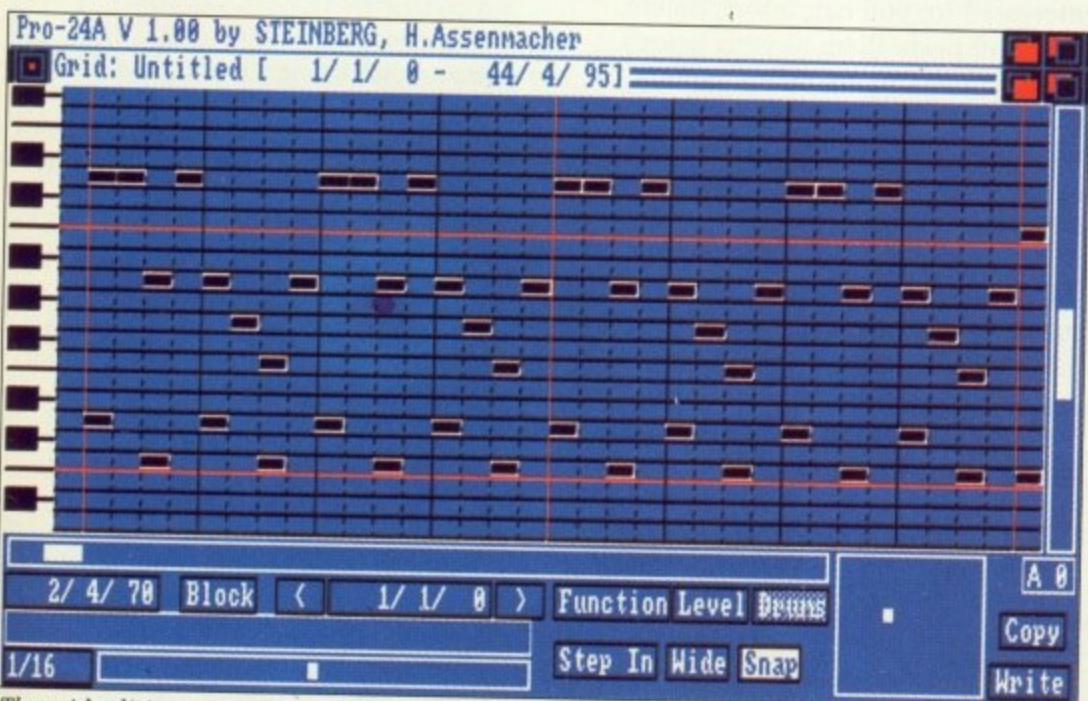 Pro-24A V 1.00 by STEINBERG, H.Assenmacher
Grid: Untitled [ 1/ 1/ 0 - 44/ 4/ 95]
A 0
2/ 4/ 70 Block < 1/ 1/ 0 > Function Level Drums
Copy
1/16 Step In Wide Snap
Write